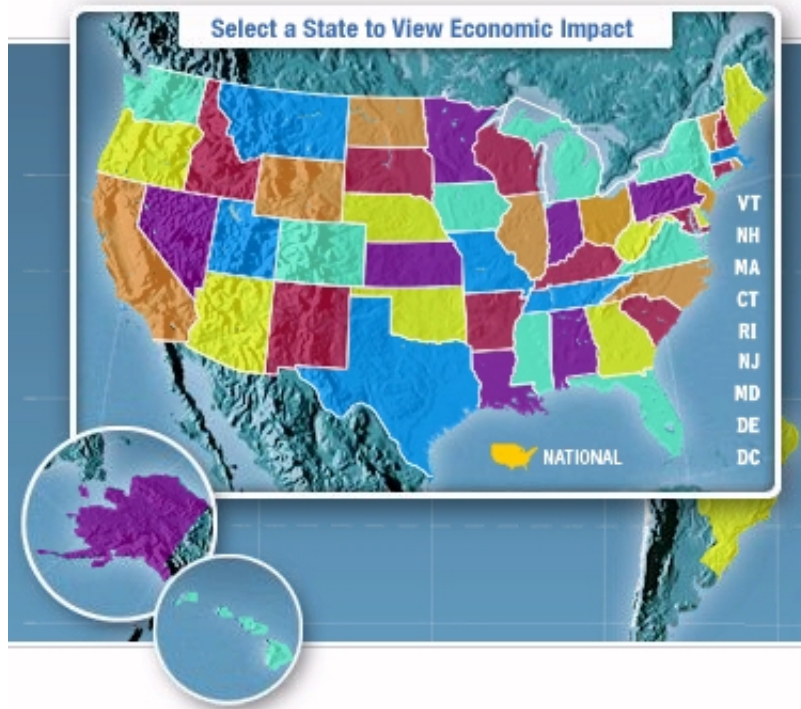 Select a State to View Economic Impact
VT
NH
MA
CT
RI
NJ
MD
DE
NATIONAL
DC